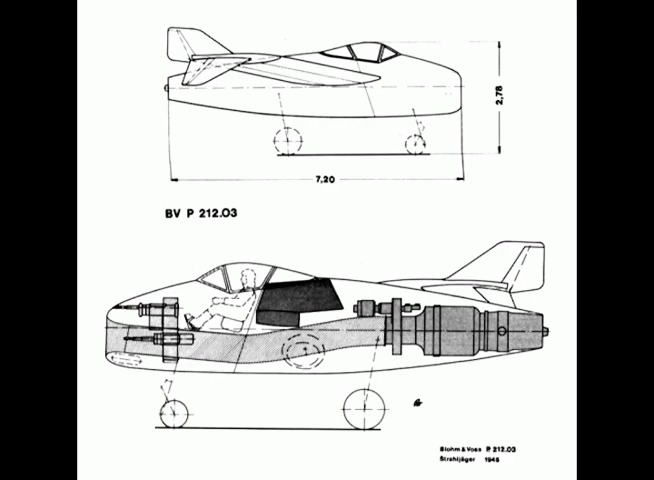 2,78
7,20
BV P 212.03
Blohm & Voss P 212.03
Strahljäger 1945